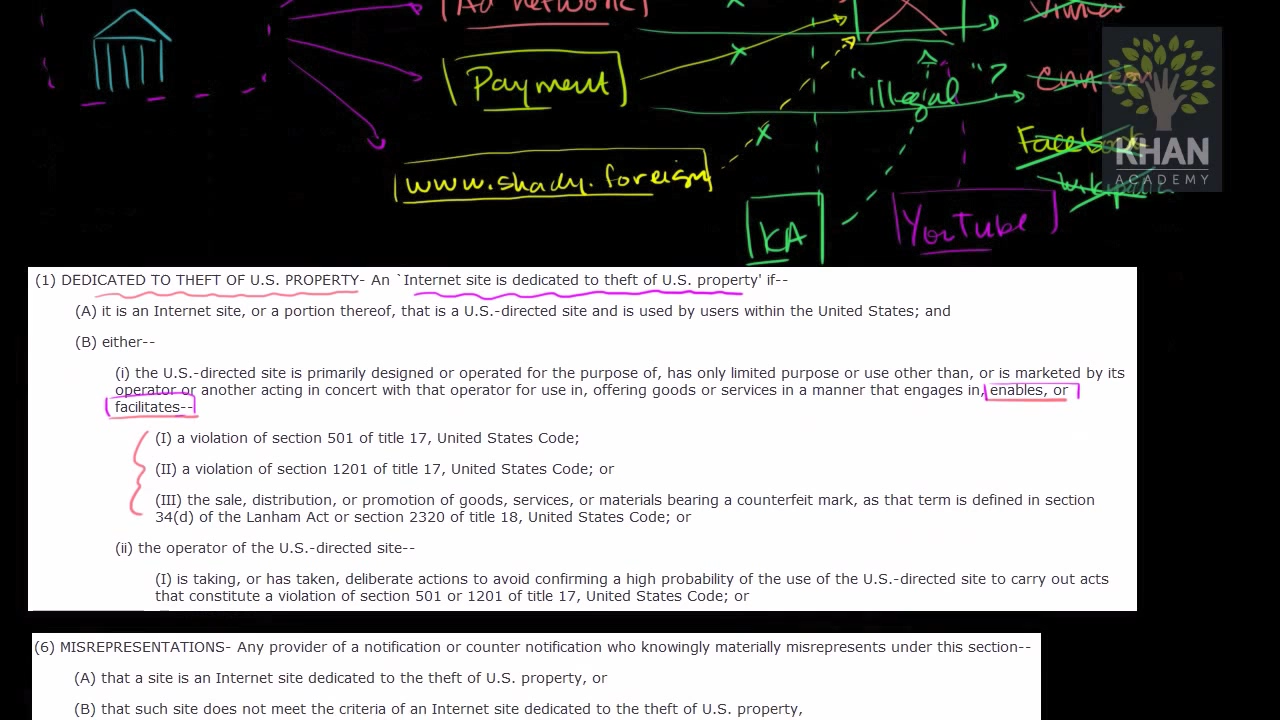 [Ad network]
Vimeo
Payment
"illegal"?
cnn.com
Facebook
KHAN
ACADEMY
www.shady.foreign
KA
YouTube
(1) DEDICATED TO THEFT OF U.S. PROPERTY- An `Internet site is dedicated to theft of U.S. property' if--
(A) it is an Internet site, or a portion thereof, that is a U.S.-directed site and is used by users within the United States; and
(B) either--
(i) the U.S.-directed site is primarily designed or operated for the purpose of, has only limited purpose or use other than, or is marketed by its
operator or another acting in concert with that operator for use in, offering goods or services in a manner that engages in, enables, or
facilitates--
(I) a violation of section 501 of title 17, United States Code;
(II) a violation of section 1201 of title 17, United States Code; or
(III) the sale, distribution, or promotion of goods, services, or materials bearing a counterfeit mark, as that term is defined in section
34(d) of the Lanham Act or section 2320 of title 18, United States Code; or
(ii) the operator of the U.S.-directed site--
(I) is taking, or has taken, deliberate actions to avoid confirming a high probability of the use of the U.S.-directed site to carry out acts
that constitute a violation of section 501 or 1201 of title 17, United States Code; or
(6) MISREPRESENTATIONS- Any provider of a notification or counter notification who knowingly materially misrepresents under this section--
(A) that a site is an Internet site dedicated to the theft of U.S. property, or
(B) that such site does not meet the criteria of an Internet site dedicated to the theft of U.S. property,